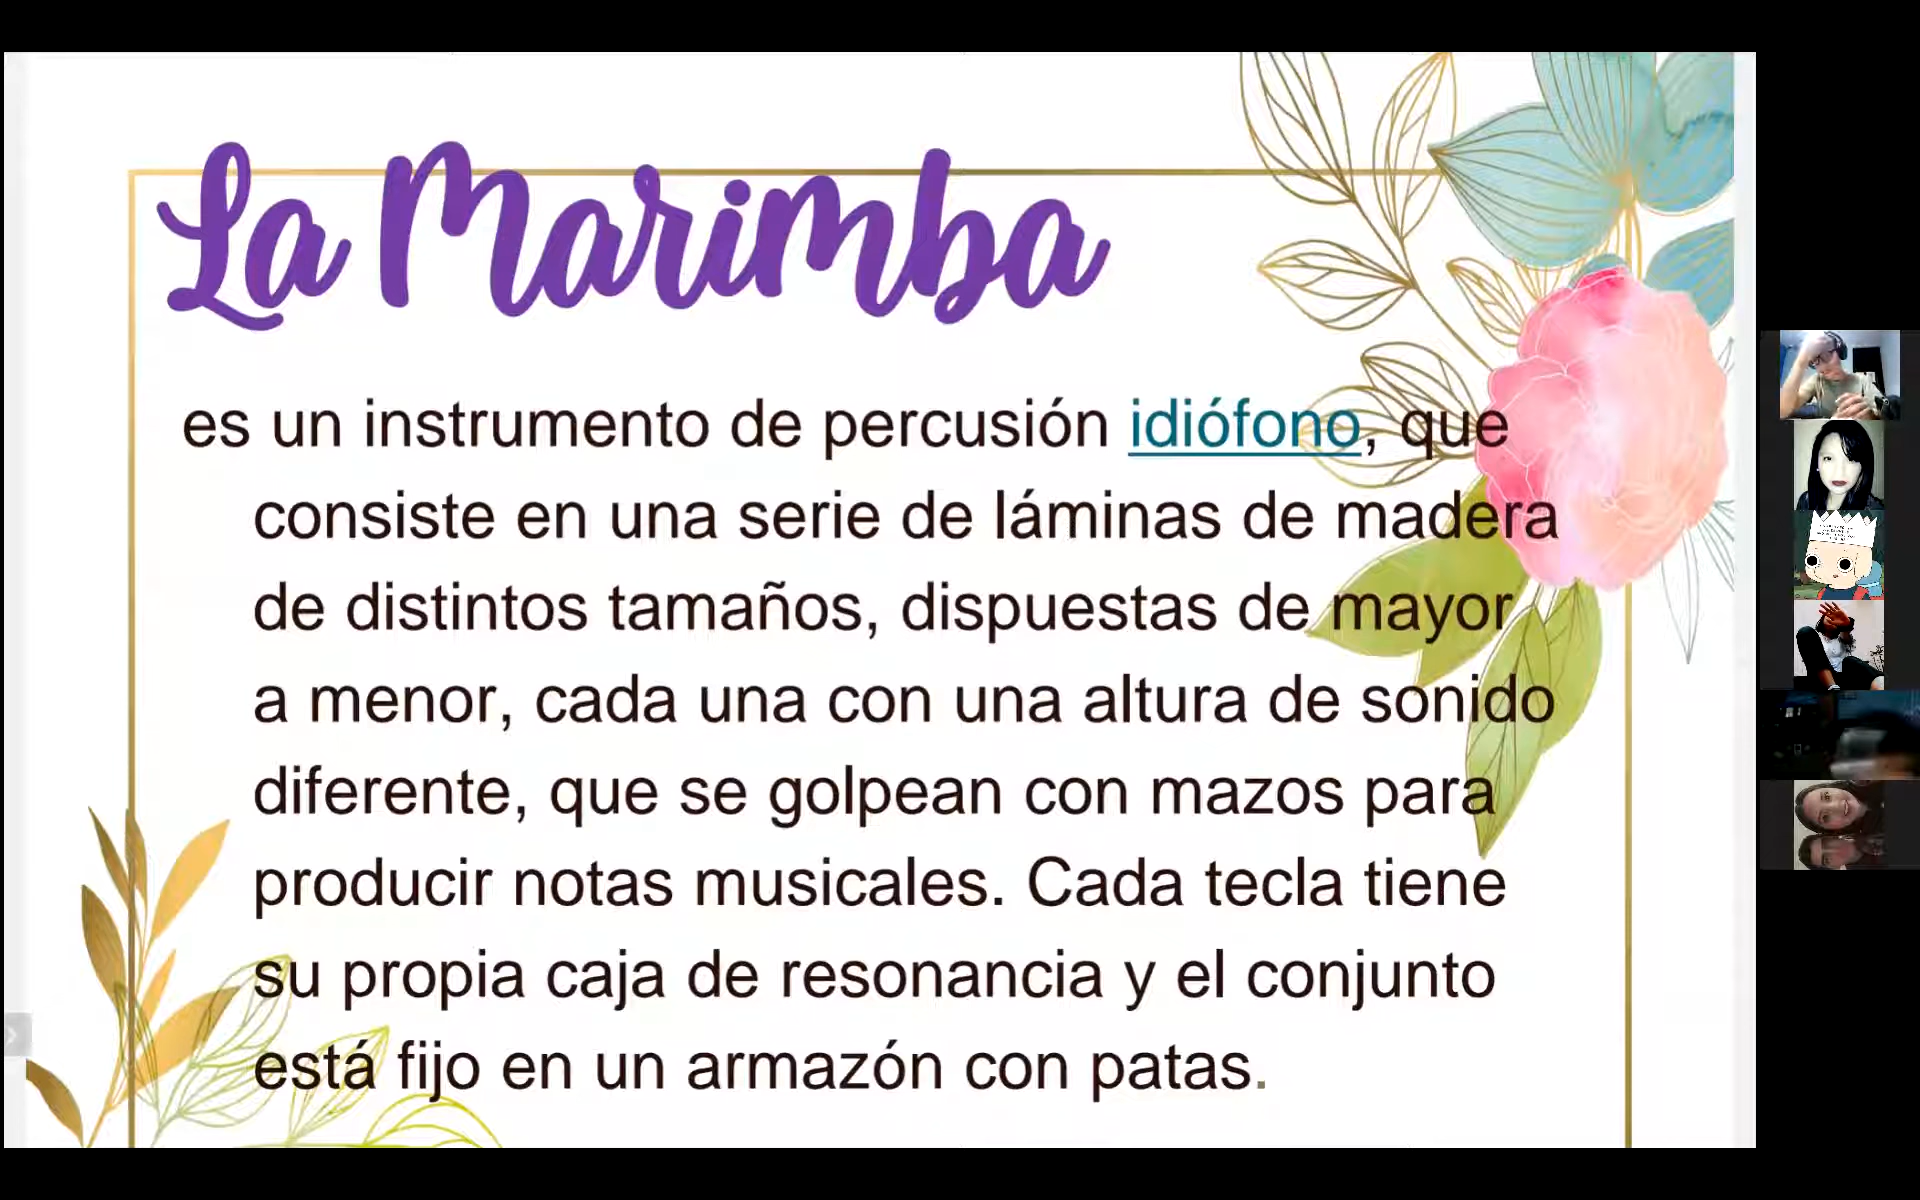 La Marimba
es un instrumento de percusión idiófono, que
consiste en una serie de láminas de madera
de distintos tamaños, dispuestas de mayor
a menor, cada una con una altura de sonido
diferente, que se golpean con mazos para
producir notas musicales. Cada tecla tiene
su propia caja de resonancia y el conjunto
está fijo en un armazón con patas.